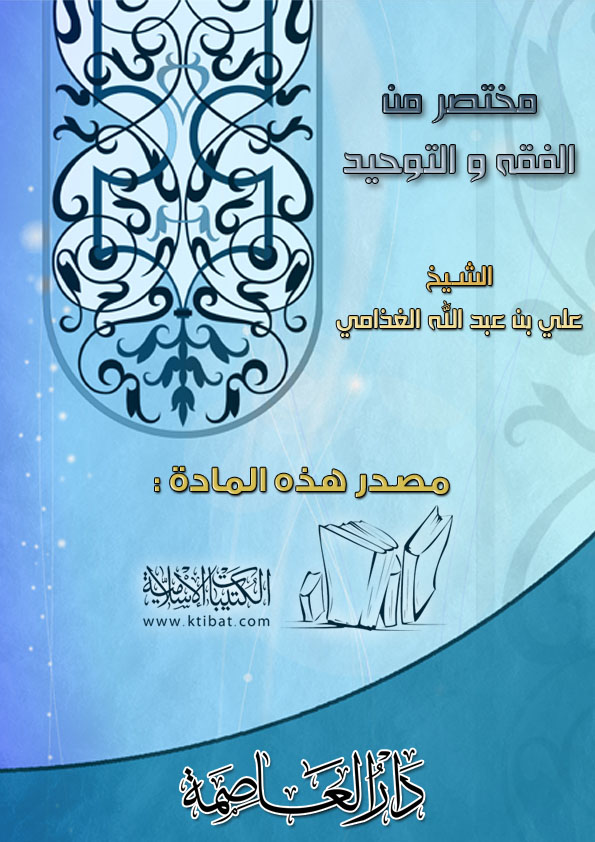 مختصر من
الفقه و التوحيد
الشيخ
علي بن عبد الله الغذامي
مصدر هذه المادة :
الكتيبات الإسلامية
www.ktibat.com
دار العاصمة